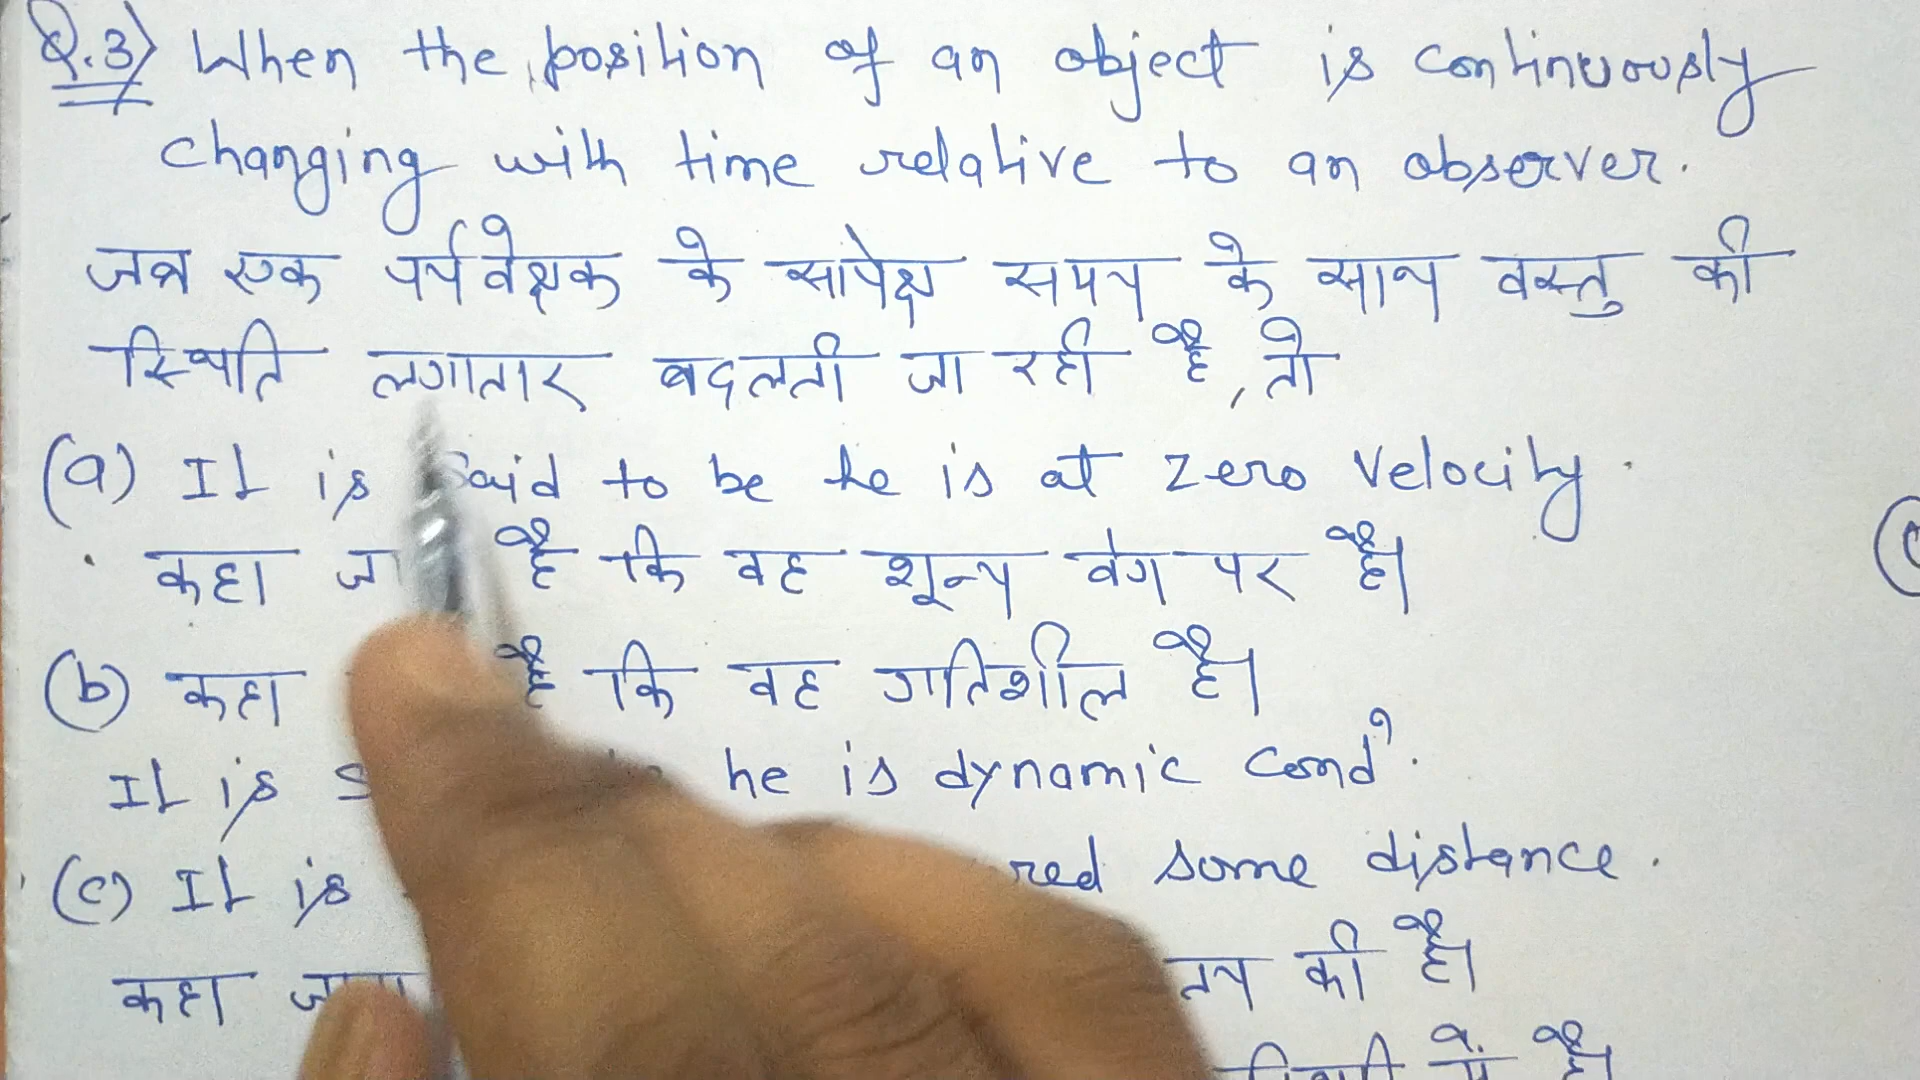 Q.3) When the position of an object is continuously
changing with time relative to an observer.
जब एक पर्यवेक्षक के सापेक्ष समय के साथ वस्तु की
स्थिति लगातार बदलती जा रही है, तो
(a) It is said to be he is at zero velocity.
कहा है कि वह शून्य वेग पर है।
(b) कहा है कि वह गतिशील है।
It is he is dynamic condⁿ.
(c) It is some distance.
कहा की है।
में है।